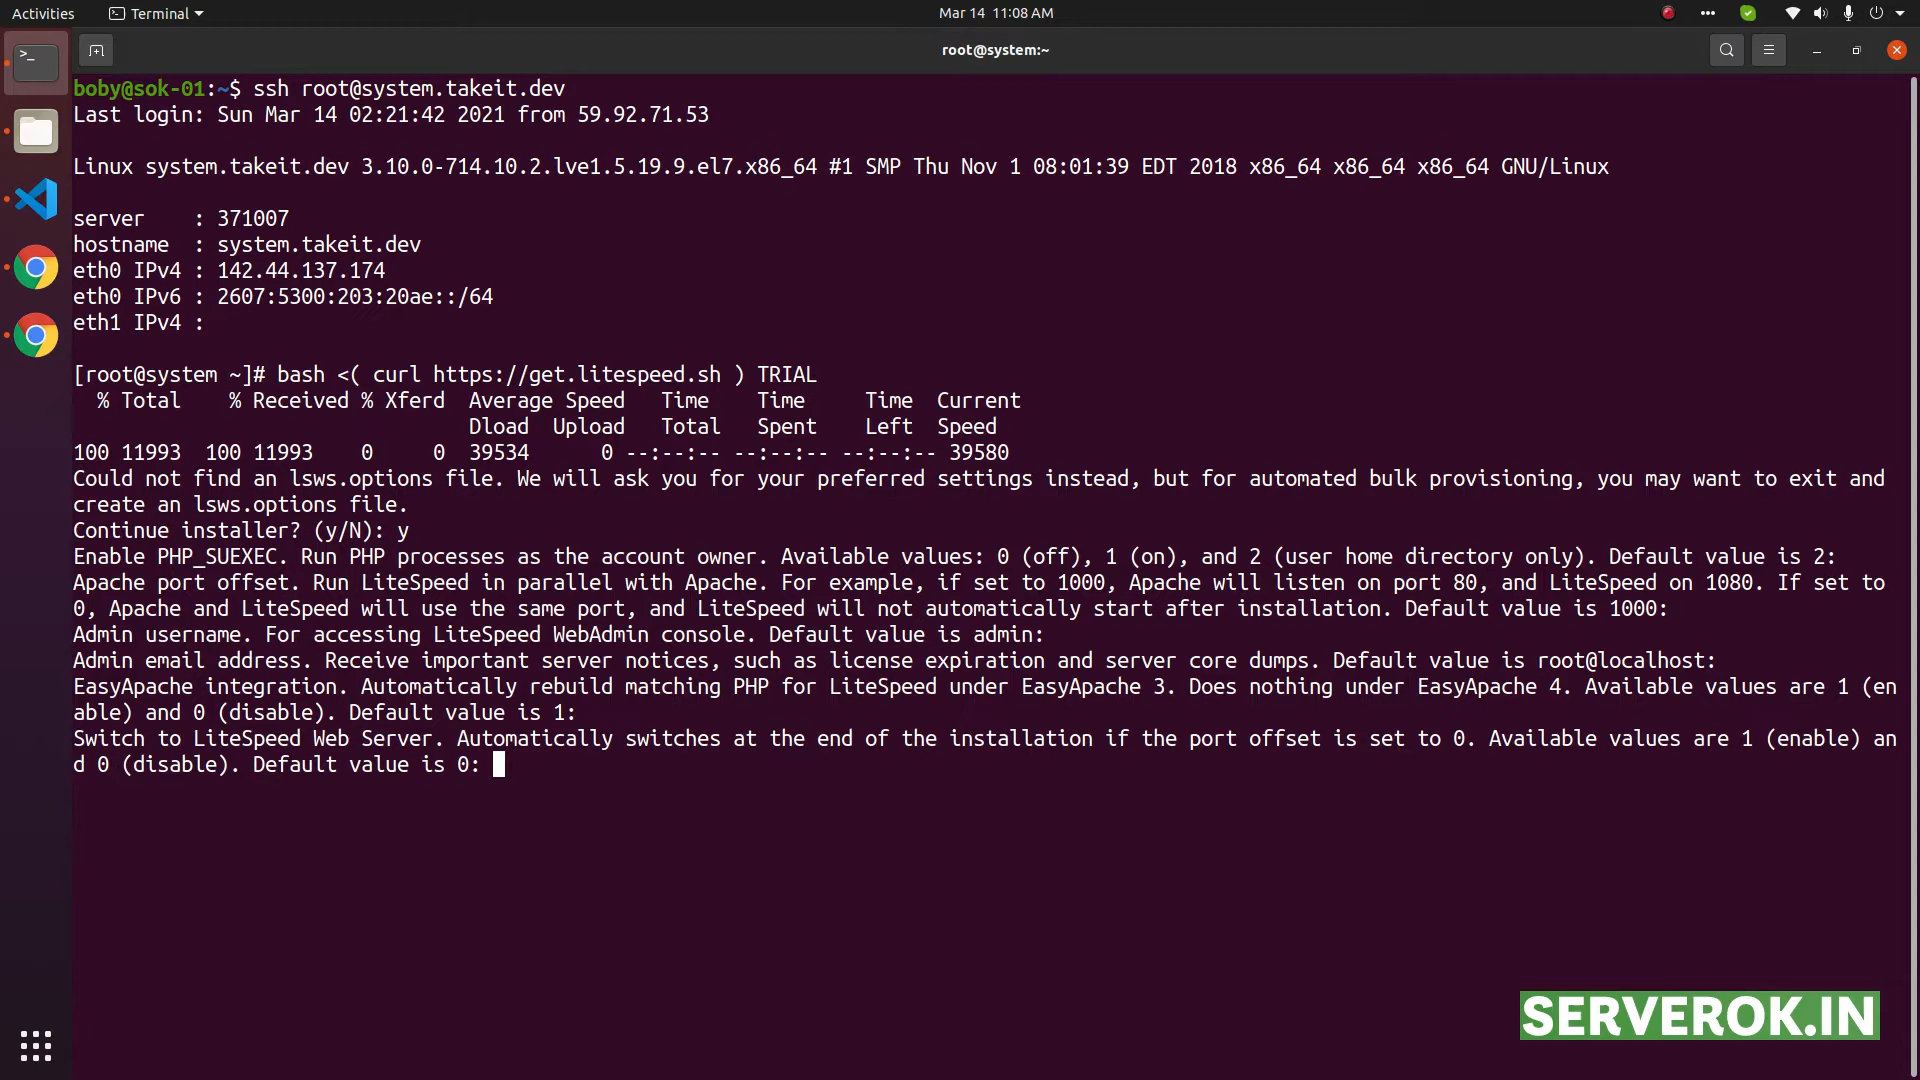 Activities Terminal Mar 14 11:08 AM
root@system:~
boby@sok-01:~$ ssh root@system.takeit.dev
Last login: Sun Mar 14 02:21:42 2021 from 59.92.71.53
Linux system.takeit.dev 3.10.0-714.10.2.lve1.5.19.9.el7.x86_64 #1 SMP Thu Nov 1 08:01:39 EDT 2018 x86_64 x86_64 x86_64 GNU/Linux
server    : 371007
hostname  : system.takeit.dev
eth0 IPv4 : 142.44.137.174
eth0 IPv6 : 2607:5300:203:20ae::/64
eth1 IPv4 :
[root@system ~]# bash <( curl https://get.litespeed.sh ) TRIAL
  % Total    % Received % Xferd  Average Speed   Time    Time     Time  Current
                                 Dload  Upload   Total   Spent    Left  Speed
100 11993  100 11993    0     0  39534      0 --:--:-- --:--:-- --:--:-- 39580
Could not find an lsws.options file. We will ask you for your preferred settings instead, but for automated bulk provisioning, you may want to exit and
create an lsws.options file.
Continue installer? (y/N): y
Enable PHP_SUEXEC. Run PHP processes as the account owner. Available values: 0 (off), 1 (on), and 2 (user home directory only). Default value is 2:
Apache port offset. Run LiteSpeed in parallel with Apache. For example, if set to 1000, Apache will listen on port 80, and LiteSpeed on 1080. If set to
0, Apache and LiteSpeed will use the same port, and LiteSpeed will not automatically start after installation. Default value is 1000:
Admin username. For accessing LiteSpeed WebAdmin console. Default value is admin:
Admin email address. Receive important server notices, such as license expiration and server core dumps. Default value is root@localhost:
EasyApache integration. Automatically rebuild matching PHP for LiteSpeed under EasyApache 3. Does nothing under EasyApache 4. Available values are 1 (en
able) and 0 (disable). Default value is 1:
Switch to LiteSpeed Web Server. Automatically switches at the end of the installation if the port offset is set to 0. Available values are 1 (enable) an
d 0 (disable). Default value is 0:
SERVEROK.IN